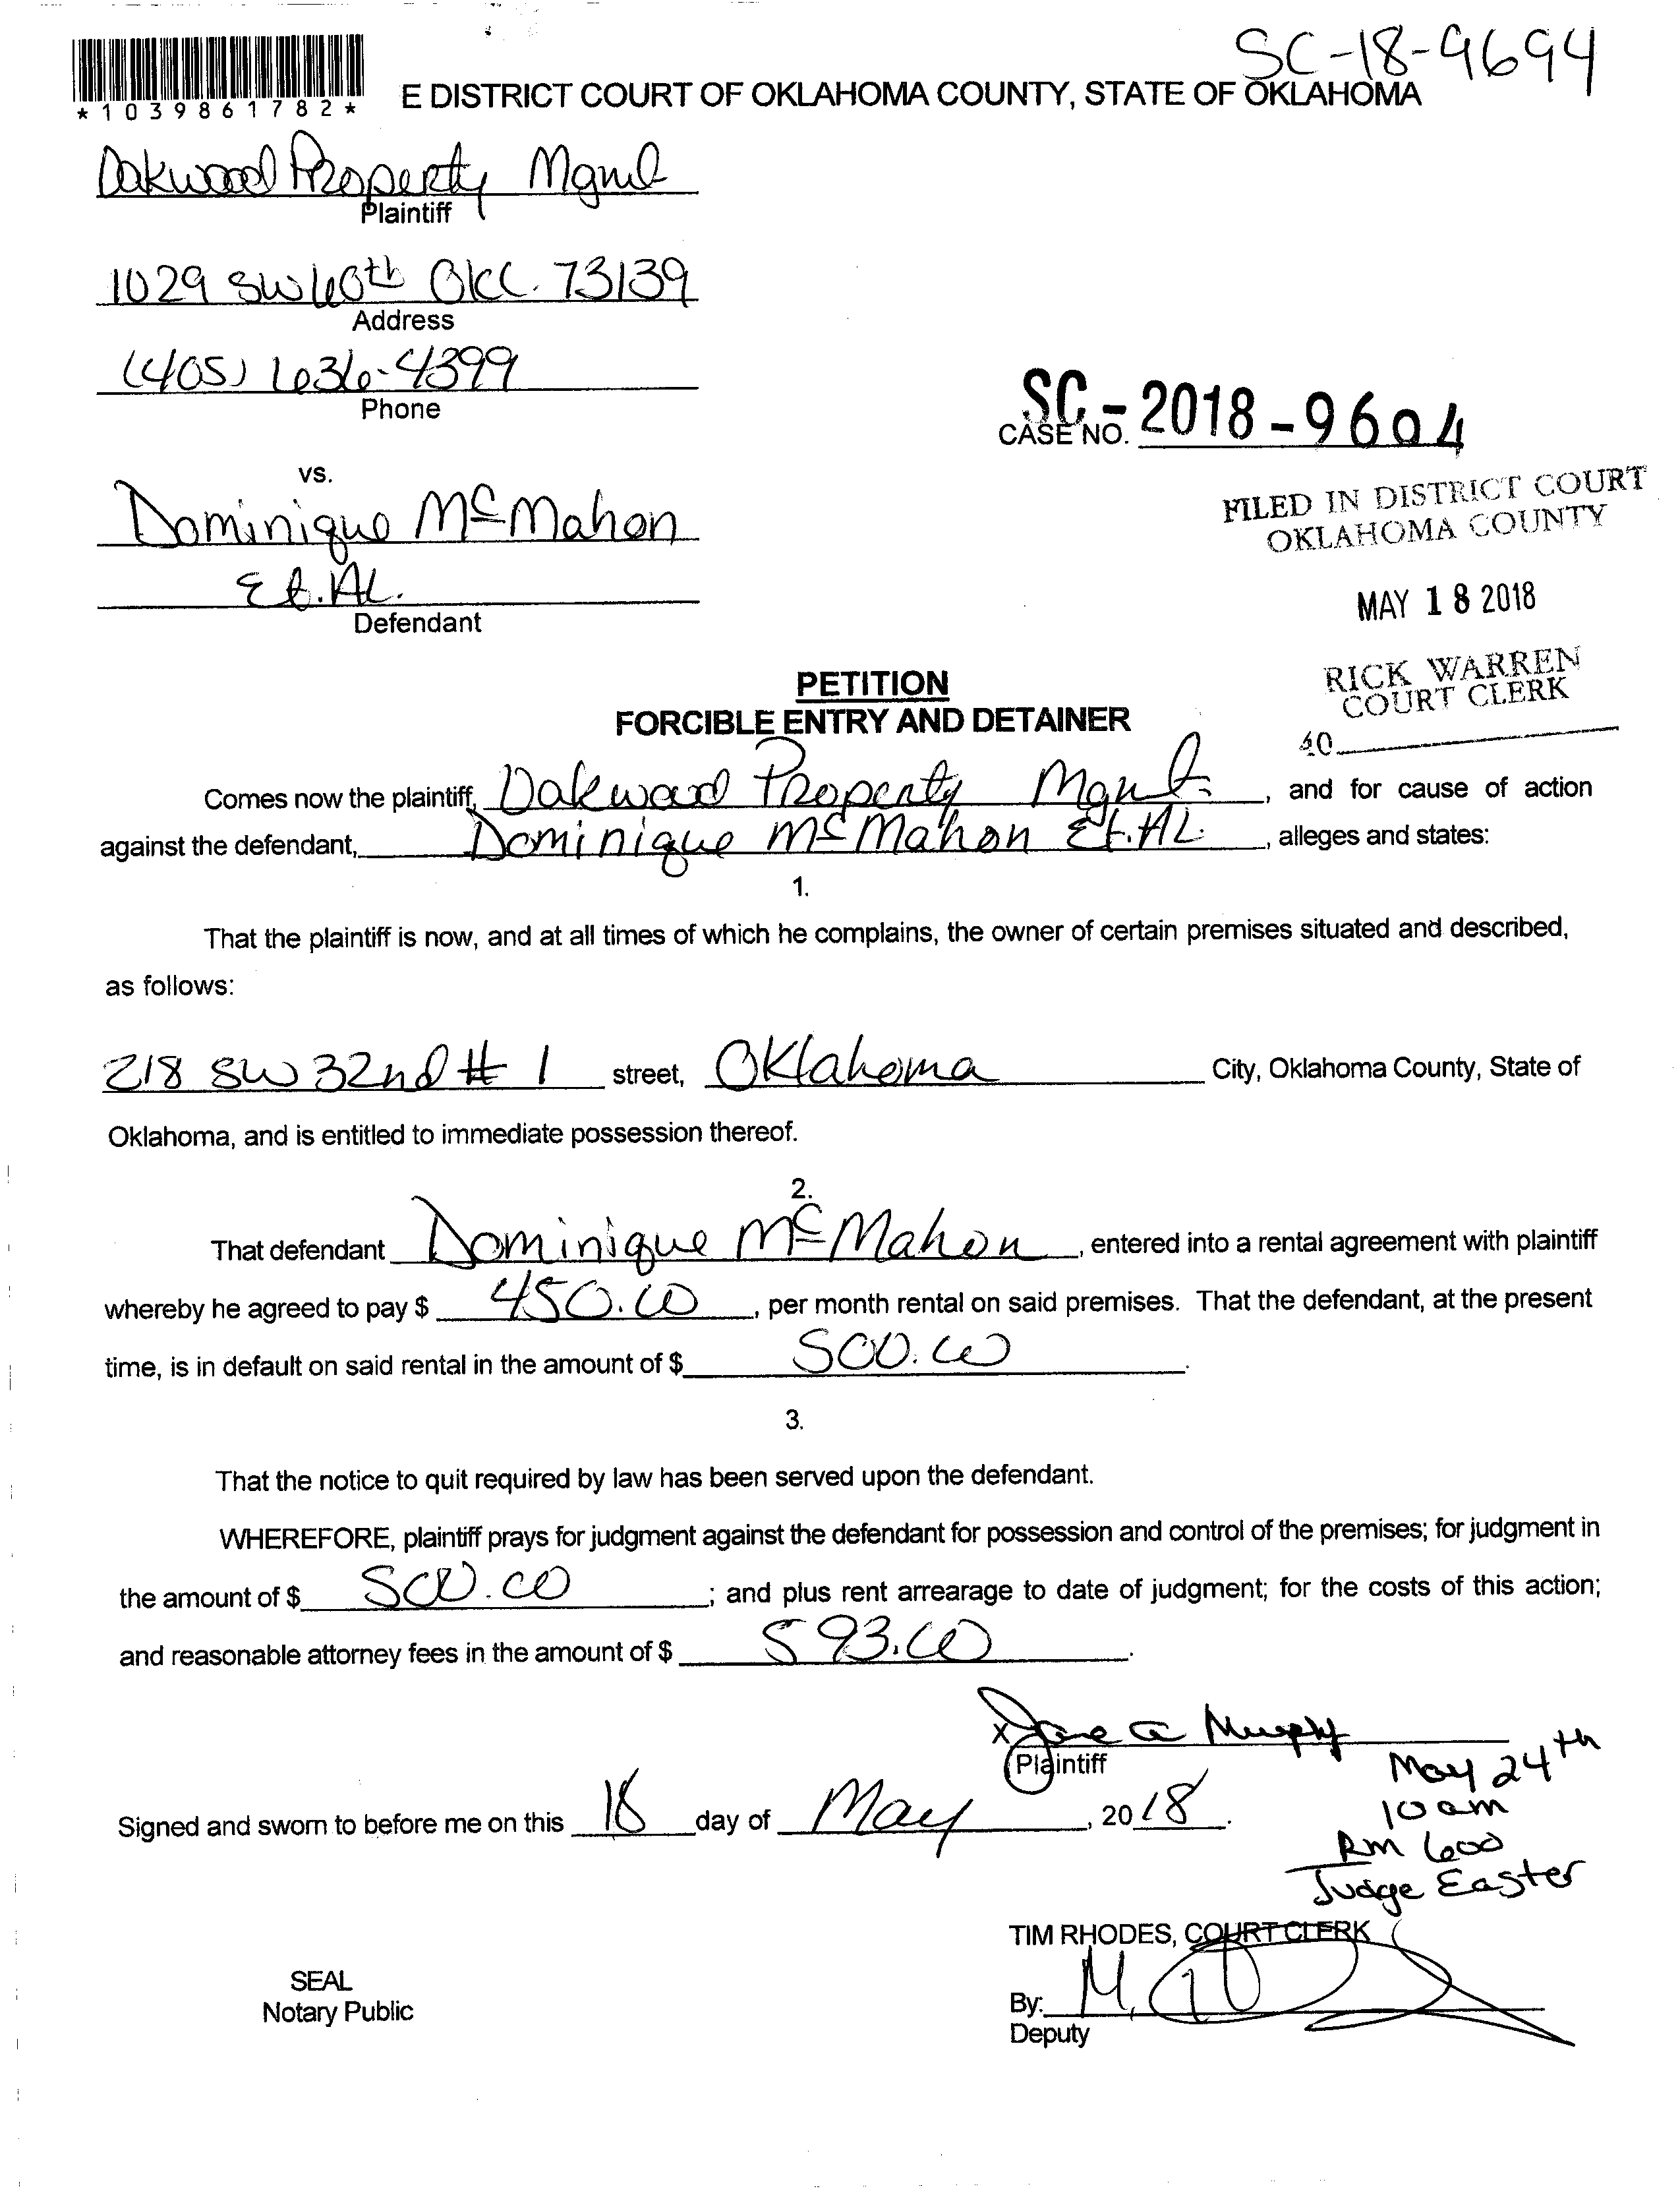 SC-18-9694
*1039861782*
E DISTRICT COURT OF OKLAHOMA COUNTY, STATE OF OKLAHOMA
Oakwood Property Mgmt
Plaintiff
1029 SW 60th OKC. 73139
Address
(405) 636-4399
Phone
SC-2018-9604
CASE NO.
vs.
Dominique McMahon
Et.AL.
Defendant
FILED IN DISTRICT COURT
OKLAHOMA COUNTY
MAY 18 2018
RICK WARREN
COURT CLERK
40
PETITION
FORCIBLE ENTRY AND DETAINER
Comes now the plaintiff, Oakwood Property Mgmt. , and for cause of action
against the defendant, Dominique McMahon Et.AL. , alleges and states:
1.
That the plaintiff is now, and at all times of which he complains, the owner of certain premises situated and described,
as follows:
218 SW 32nd # 1 street, Oklahoma City, Oklahoma County, State of
Oklahoma, and is entitled to immediate possession thereof.
2.
That defendant Dominique McMahon , entered into a rental agreement with plaintiff
whereby he agreed to pay $ 450.00 , per month rental on said premises. That the defendant, at the present
time, is in default on said rental in the amount of $ 500.00 .
3.
That the notice to quit required by law has been served upon the defendant.
WHEREFORE, plaintiff prays for judgment against the defendant for possession and control of the premises; for judgment in
the amount of $ 500.00 ; and plus rent arrearage to date of judgment; for the costs of this action;
and reasonable attorney fees in the amount of $ 593.00 .
x Jane a Murphy
Plaintiff
May 24th
10 am
Rm 600
Judge Easter
Signed and sworn to before me on this 18 day of May , 2018 .
TIM RHODES, COURT CLERK
SEAL
Notary Public
By:
Deputy